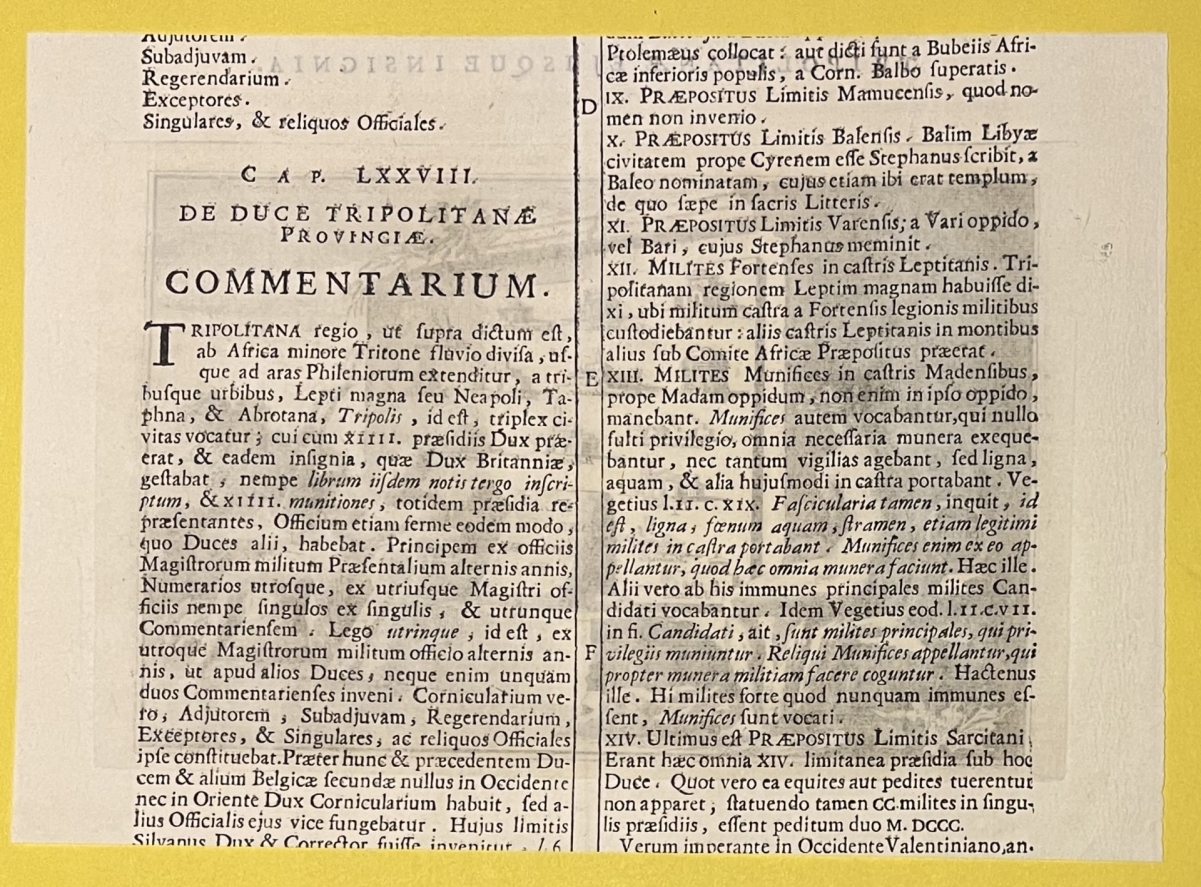 Adjutorem.
Subadjuvam.
Regerendarium.
Exceptores.
Singulares, & reliquos Officiales.
CAP. LXXVIII.
DE DUCE TRIPOLITANÆ
PROVINCIÆ.
COMMENTARIUM.
TRIPOLITANA regio, ut ſupra dictum eſt,
ab Africa minore Tritone fluvio diviſa, uſ-
que ad aras Phileniorum extenditur, a tri-
buſque urbibus, Lepti magna ſeu Neapoli, Ta-
phna, & Abrotana, Tripolis, id eſt, triplex ci-
vitas vocatur; cui cum XIIII. præſidiis Dux præ-
erat, & eadem inſignia, quæ Dux Britanniæ,
geſtabat, nempe librum iiſdem notis tergo inſcri-
ptum, & XIIII. munitiones, totidem præſidia re-
præſentantes, Officium etiam ferme eodem modo,
quo Duces alii, habebat. Principem ex officiis
Magiſtrorum militum Præſentalium alternis annis,
Numerarios utroſque, ex utriuſque Magiſtri of-
ficiis nempe ſingulos ex ſingulis, & utrunque
Commentarienſem. Lego utrinque, id eſt, ex
utroque Magiſtrorum militum officio alternis an-
nis, ut apud alios Duces, neque enim unquam
duos Commentarienſes inveni. Cornicularium ve-
ro, Adjutorem, Subadjuvam, Regerendarium,
Exceptores, & Singulares, ac reliquos Officiales
ipſe conſtituebat. Præter hunc & præcedentem Du-
cem & alium Belgicæ ſecundæ nullus in Occidente
nec in Oriente Dux Cornicularium habuit, ſed a-
lius Officialis ejus vice fungebatur. Hujus limitis
Silvanus Dux & Corrector fuiſſe invenitur, l. 6.
Ptolemæus collocat: aut dicti ſunt a Bubeiis Afri-
cæ inferioris populis, a Corn. Balbo ſuperatis.
D
IX. PRÆPOSITUS Limitis Mamucenſis, quod no-
men non invenio.
X. PRÆPOSITUS Limitis Balenſis. Balim Libyæ
civitatem prope Cyrenem eſſe Stephanus ſcribit, a
Baleo nominatam, cujus etiam ibi erat templum,
de quo ſæpe in ſacris Litteris.
XI. PRÆPOSITUS Limitis Varenſis; a Vari oppido,
vel Bari, cujus Stephanus meminit.
XII. MILITES Fortenſes in caſtris Leptitanis. Tri-
politanam regionem Leptim magnam habuiſſe di-
xi, ubi militum caſtra a Fortenſis legionis militibus
cuſtodiebantur: aliis caſtris Leptitanis in montibus
alius ſub Comite Africæ Præpoſitus præerat.
E
XIII. MILITES Munifices in caſtris Madenſibus,
prope Madam oppidum, non enim in ipſo oppido,
manebant. Munifices autem vocabantur, qui nullo
fulti privilegio, omnia neceſſaria munera exeque-
bantur, nec tantum vigilias agebant, ſed ligna,
aquam, & alia hujuſmodi in caſtra portabant. Ve-
getius l. II. c. XIX. Faſcicularia tamen, inquit, id
eſt, ligna, fœnum aquam, ſtramen, etiam legitimi
milites in caſtra portabant. Munifices enim ex eo ap-
pellantur, quod hæc omnia munera faciunt. Hæc ille.
Alii vero ab his immunes principales milites Can-
didati vocabantur. Idem Vegetius eod. l. II. c. VII.
in fi. Candidati, ait, ſunt milites principales, qui pri-
F
vilegiis muniuntur. Reliqui Munifices appellantur, qui
propter munera militiam facere coguntur. Hactenus
ille. Hi milites forte quod nunquam immunes eſ-
ſent, Munifices ſunt vocati.
XIV. Ultimus eſt PRÆPOSITUS Limitis Sarcitani.
Erant hæc omnia XIV. limitanea præſidia ſub hoc
Duce. Quot vero ea equites aut pedites tuerentur
non apparet; ſtatuendo tamen CC. milites in ſingu-
lis præſidiis, eſſent peditum duo M. DCCC.
Verum imperante in Occidente Valentiniano, an-